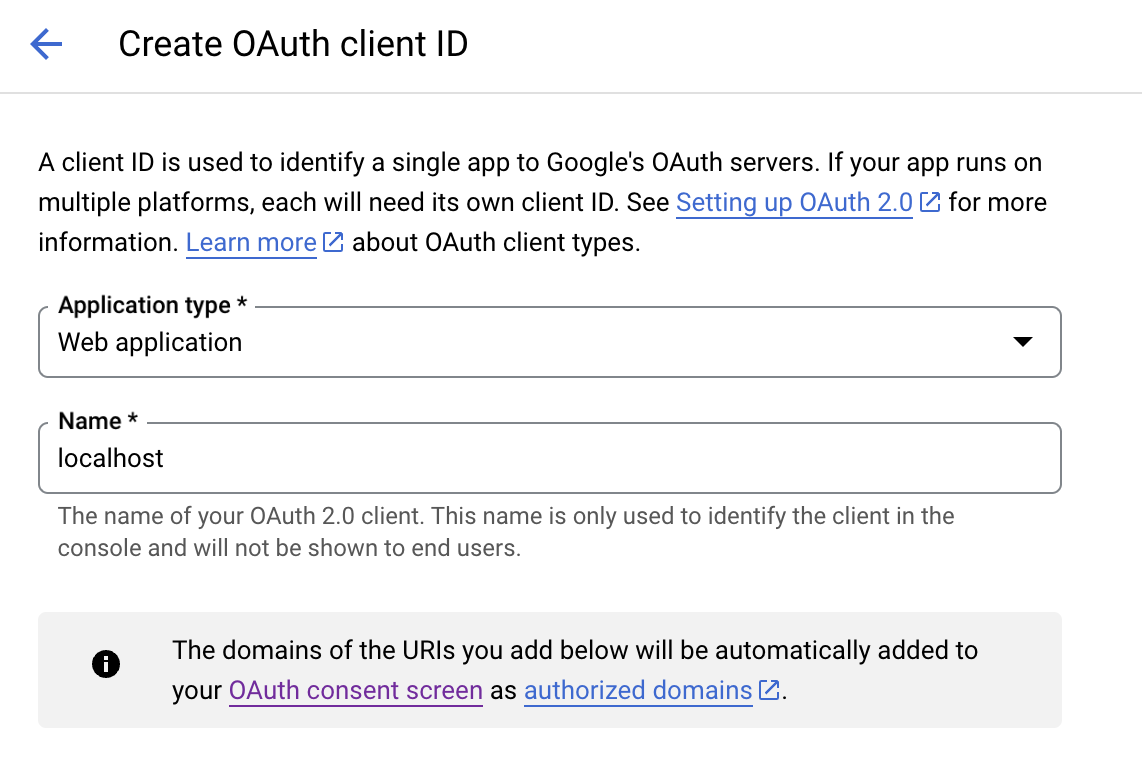 Create OAuth client ID
A client ID is used to identify a single app to Google's OAuth servers. If your app runs on
multiple platforms, each will need its own client ID. See Setting up OAuth 2.0 for more
information. Learn more about OAuth client types.
Application type *
Web application
Name *
localhost
The name of your OAuth 2.0 client. This name is only used to identify the client in the
console and will not be shown to end users.
The domains of the URIs you add below will be automatically added to
your OAuth consent screen as authorized domains.